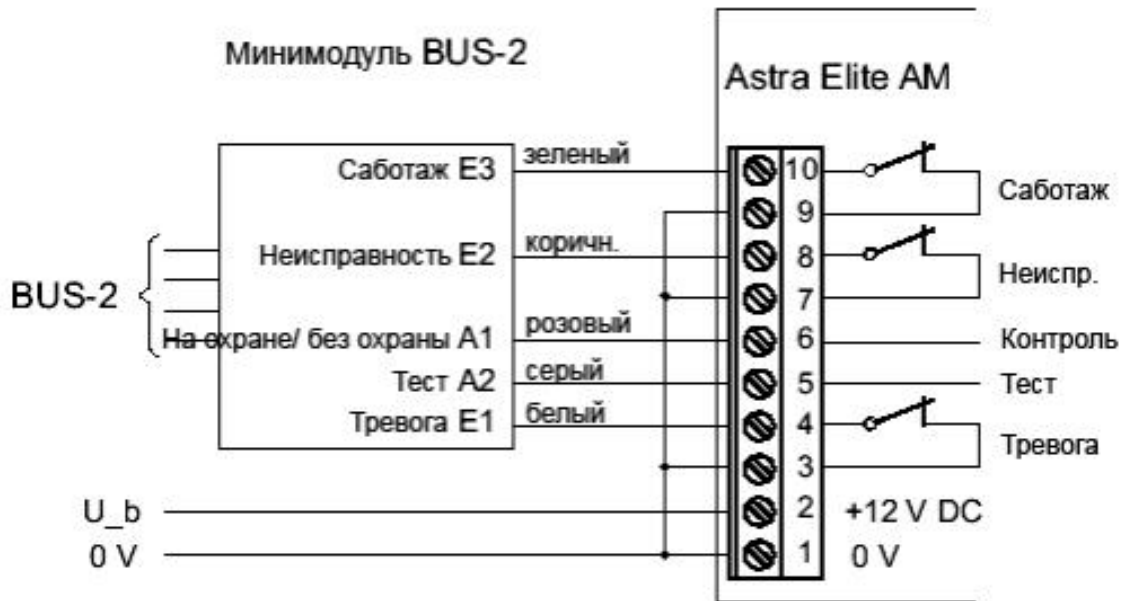 Минимодуль BUS-2
Astra Elite AM
Саботаж E3
зеленый
10
9
Саботаж
Неисправность E2
коричн.
8
7
Неиспр.
BUS-2
На охране/ без охраны A1
розовый
6
Контроль
Тест A2
серый
5
Тест
Тревога E1
белый
4
3
Тревога
U_b
2
+12 V DC
0 V
1
0 V